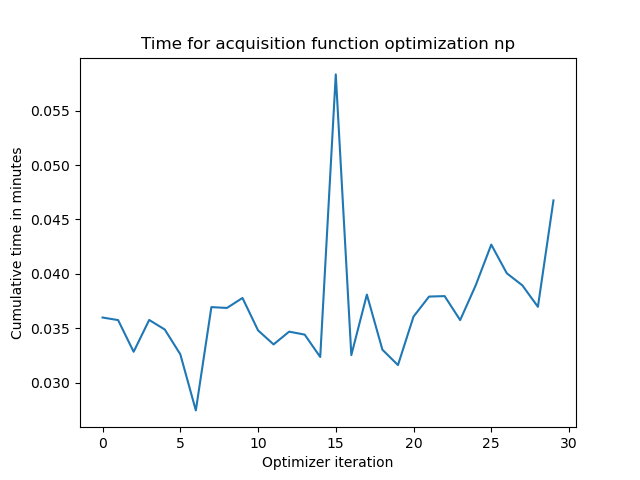 Time for acquisition function optimization np
Cumulative time in minutes
0.055
0.050
0.045
0.040
0.035
0.030
0 5 10 15 20 25 30
Optimizer iteration